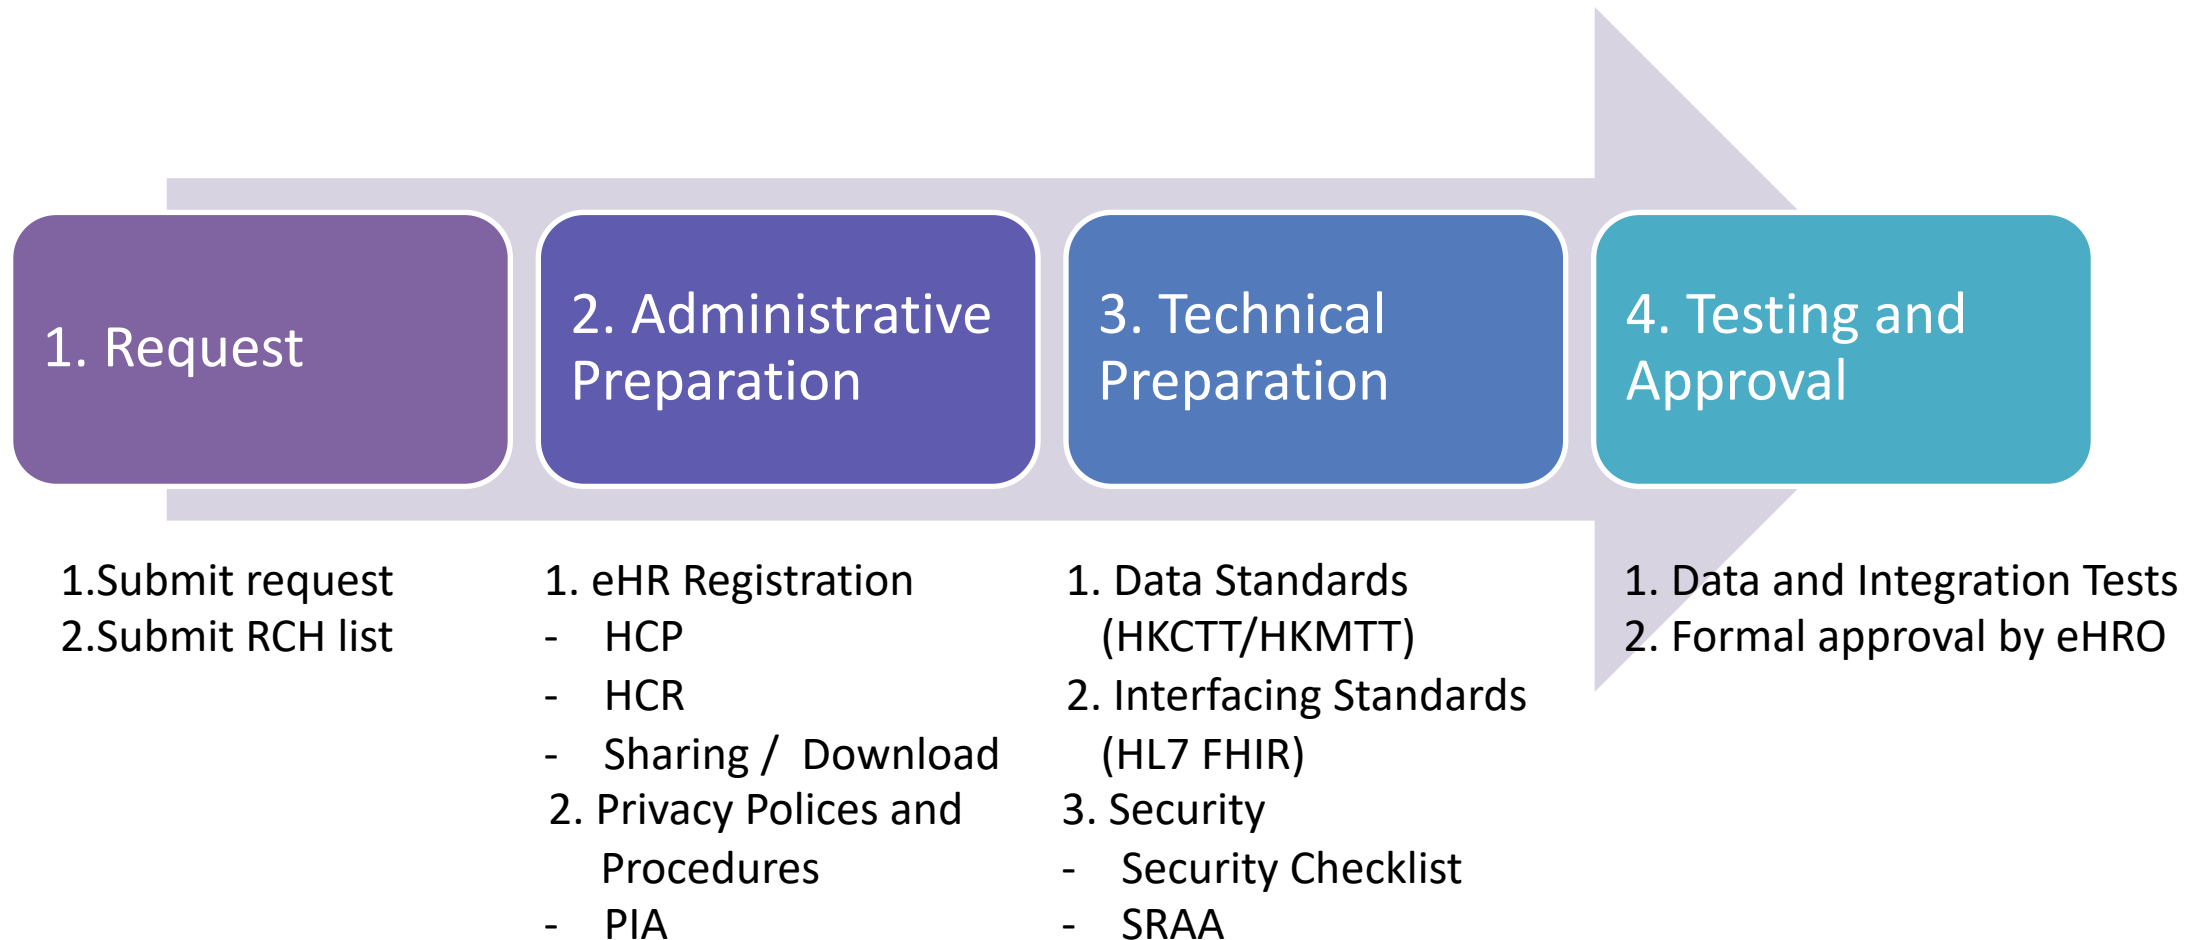 1. Request
2. Administrative
Preparation
3. Technical
Preparation
4. Testing and
Approval
1.Submit request
2.Submit RCH list
1. eHR Registration
- HCP
- HCR
- Sharing / Download
2. Privacy Polices and
Procedures
- PIA
1. Data Standards
(HKCTT/HKMTT)
2. Interfacing Standards
(HL7 FHIR)
3. Security
- Security Checklist
- SRAA
1. Data and Integration Tests
2. Formal approval by eHRO